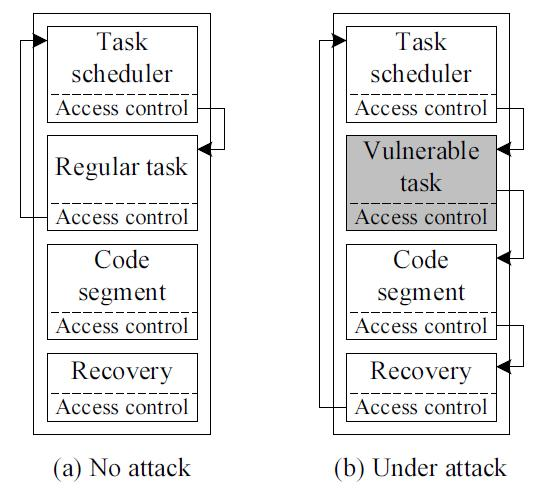 Task
scheduler
Access control
Regular task
Access control
Code
segment
Access control
Recovery
Access control
(a) No attack
Task
scheduler
Access control
Vulnerable
task
Access control
Code
segment
Access control
Recovery
Access control
(b) Under attack